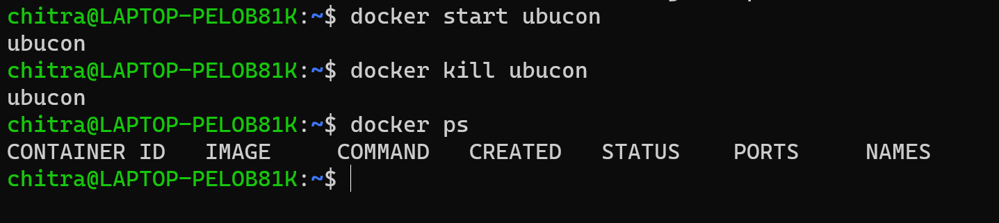 chitra@LAPTOP-PELOB81K:~$ docker start ubucon
ubucon
chitra@LAPTOP-PELOB81K:~$ docker kill ubucon
ubucon
chitra@LAPTOP-PELOB81K:~$ docker ps
CONTAINER ID   IMAGE     COMMAND   CREATED   STATUS    PORTS     NAMES
chitra@LAPTOP-PELOB81K:~$